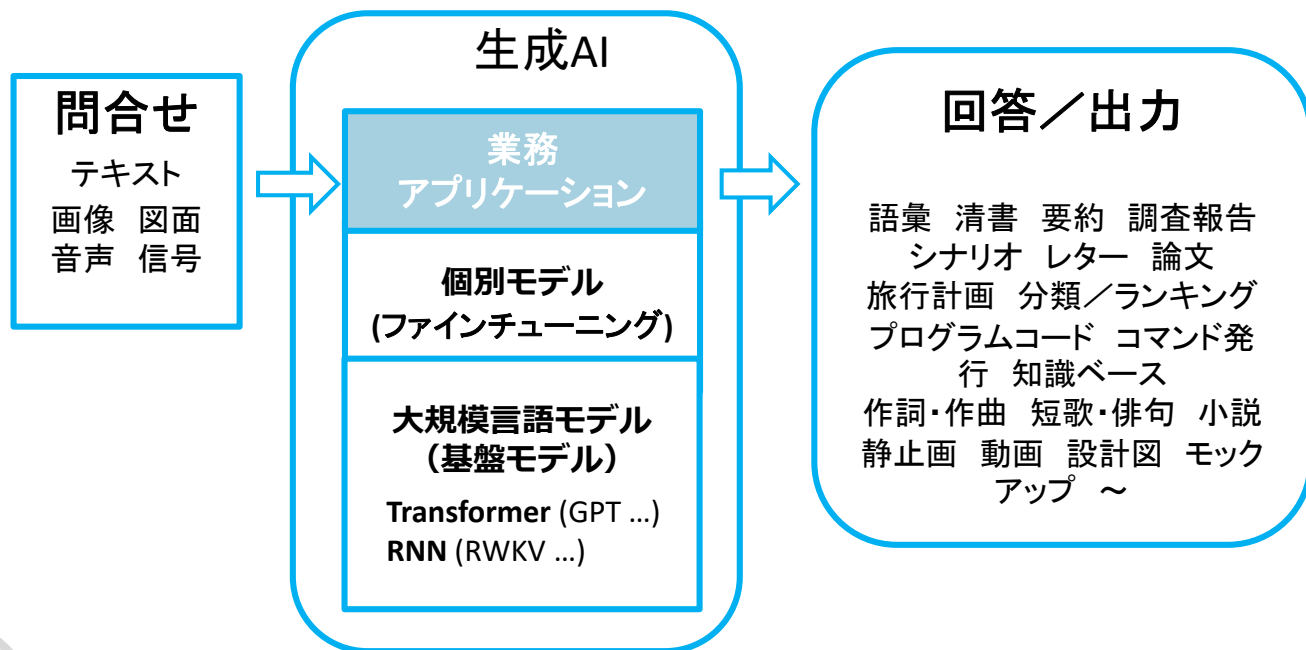 生成AI
問合せ
テキスト
画像 図面
音声 信号
業務
アプリケーション
個別モデル
(ファインチューニング)
大規模言語モデル
（基盤モデル）
Transformer (GPT ...)
RNN (RWKV ...)
回答／出力
語彙 清書 要約 調査報告
シナリオ レター 論文
旅行計画 分類／ランキング
プログラムコード コマンド発
行 知識ベース
作詞・作曲 短歌・俳句 小説
静止画 動画 設計図 モック
アップ ～